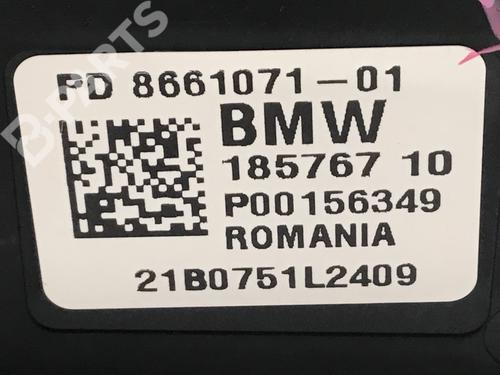 B-PARTS
PD 8661071-01
BMW
185767 10
P00156349
ROMANIA
21B0751L2409